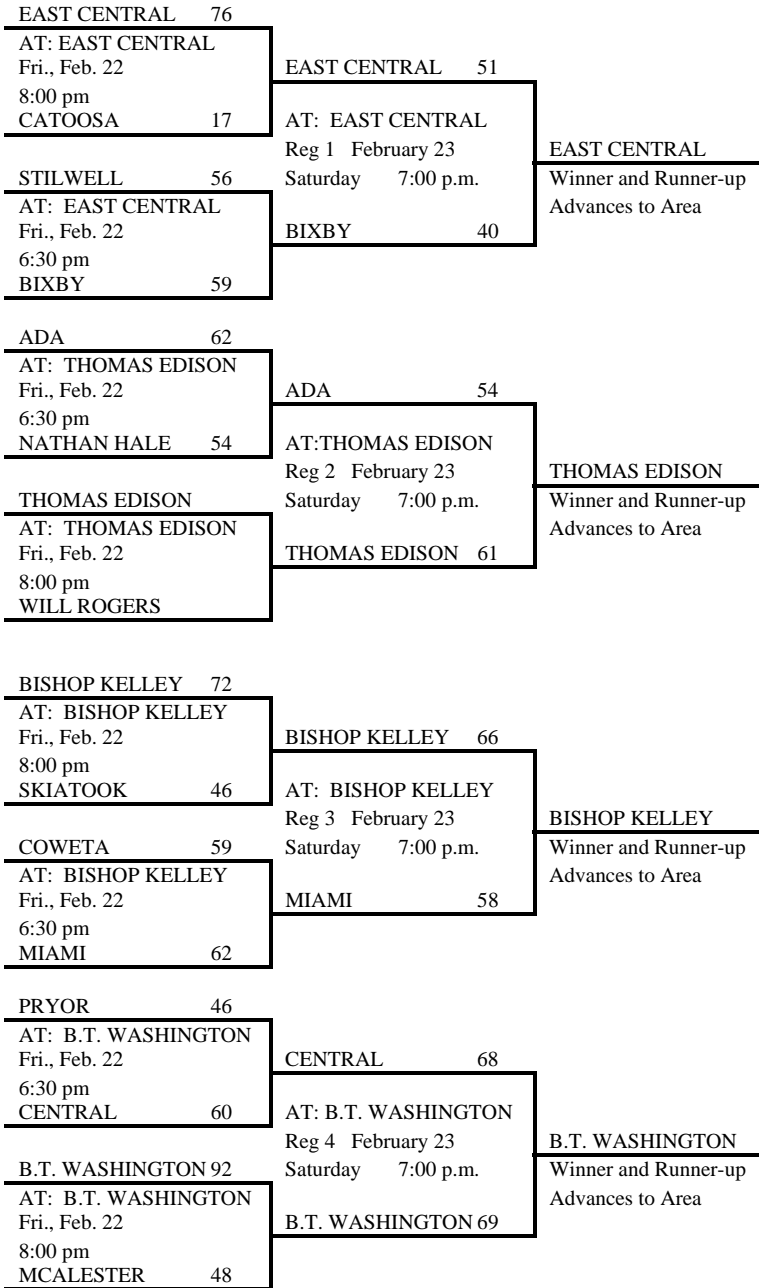 EAST CENTRAL 76
AT: EAST CENTRAL
Fri., Feb. 22
8:00 pm
CATOOSA 17
STILWELL 56
AT: EAST CENTRAL
Fri., Feb. 22
6:30 pm
BIXBY 59
EAST CENTRAL 51
AT: EAST CENTRAL
Reg 1 February 23
Saturday 7:00 p.m.
BIXBY 40
EAST CENTRAL
Winner and Runner-up
Advances to Area
ADA 62
AT: THOMAS EDISON
Fri., Feb. 22
6:30 pm
NATHAN HALE 54
THOMAS EDISON
AT: THOMAS EDISON
Fri., Feb. 22
8:00 pm
WILL ROGERS
ADA 54
AT:THOMAS EDISON
Reg 2 February 23
Saturday 7:00 p.m.
THOMAS EDISON 61
THOMAS EDISON
Winner and Runner-up
Advances to Area
BISHOP KELLEY 72
AT: BISHOP KELLEY
Fri., Feb. 22
8:00 pm
SKIATOOK 46
COWETA 59
AT: BISHOP KELLEY
Fri., Feb. 22
6:30 pm
MIAMI 62
BISHOP KELLEY 66
AT: BISHOP KELLEY
Reg 3 February 23
Saturday 7:00 p.m.
MIAMI 58
BISHOP KELLEY
Winner and Runner-up
Advances to Area
PRYOR 46
AT: B.T. WASHINGTON
Fri., Feb. 22
6:30 pm
CENTRAL 60
B.T. WASHINGTON 92
AT: B.T. WASHINGTON
Fri., Feb. 22
8:00 pm
MCALESTER 48
CENTRAL 68
AT: B.T. WASHINGTON
Reg 4 February 23
Saturday 7:00 p.m.
B.T. WASHINGTON 69
B.T. WASHINGTON
Winner and Runner-up
Advances to Area